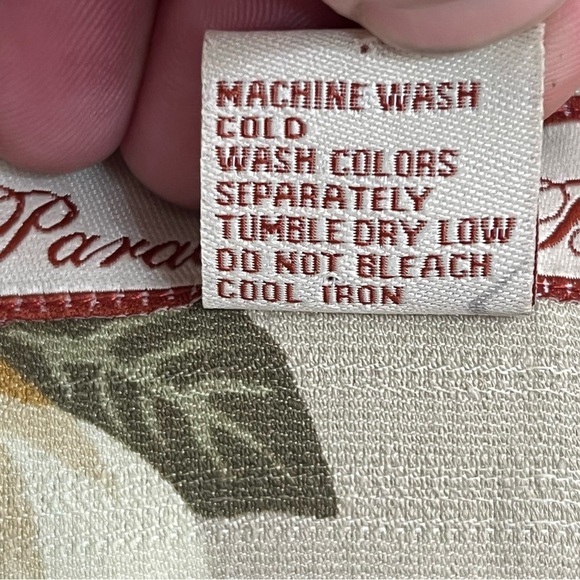 MACHINE WASH
COLD
WASH COLORS
SEPARATELY
TUMBLE DRY LOW
DO NOT BLEACH
COOL IRON